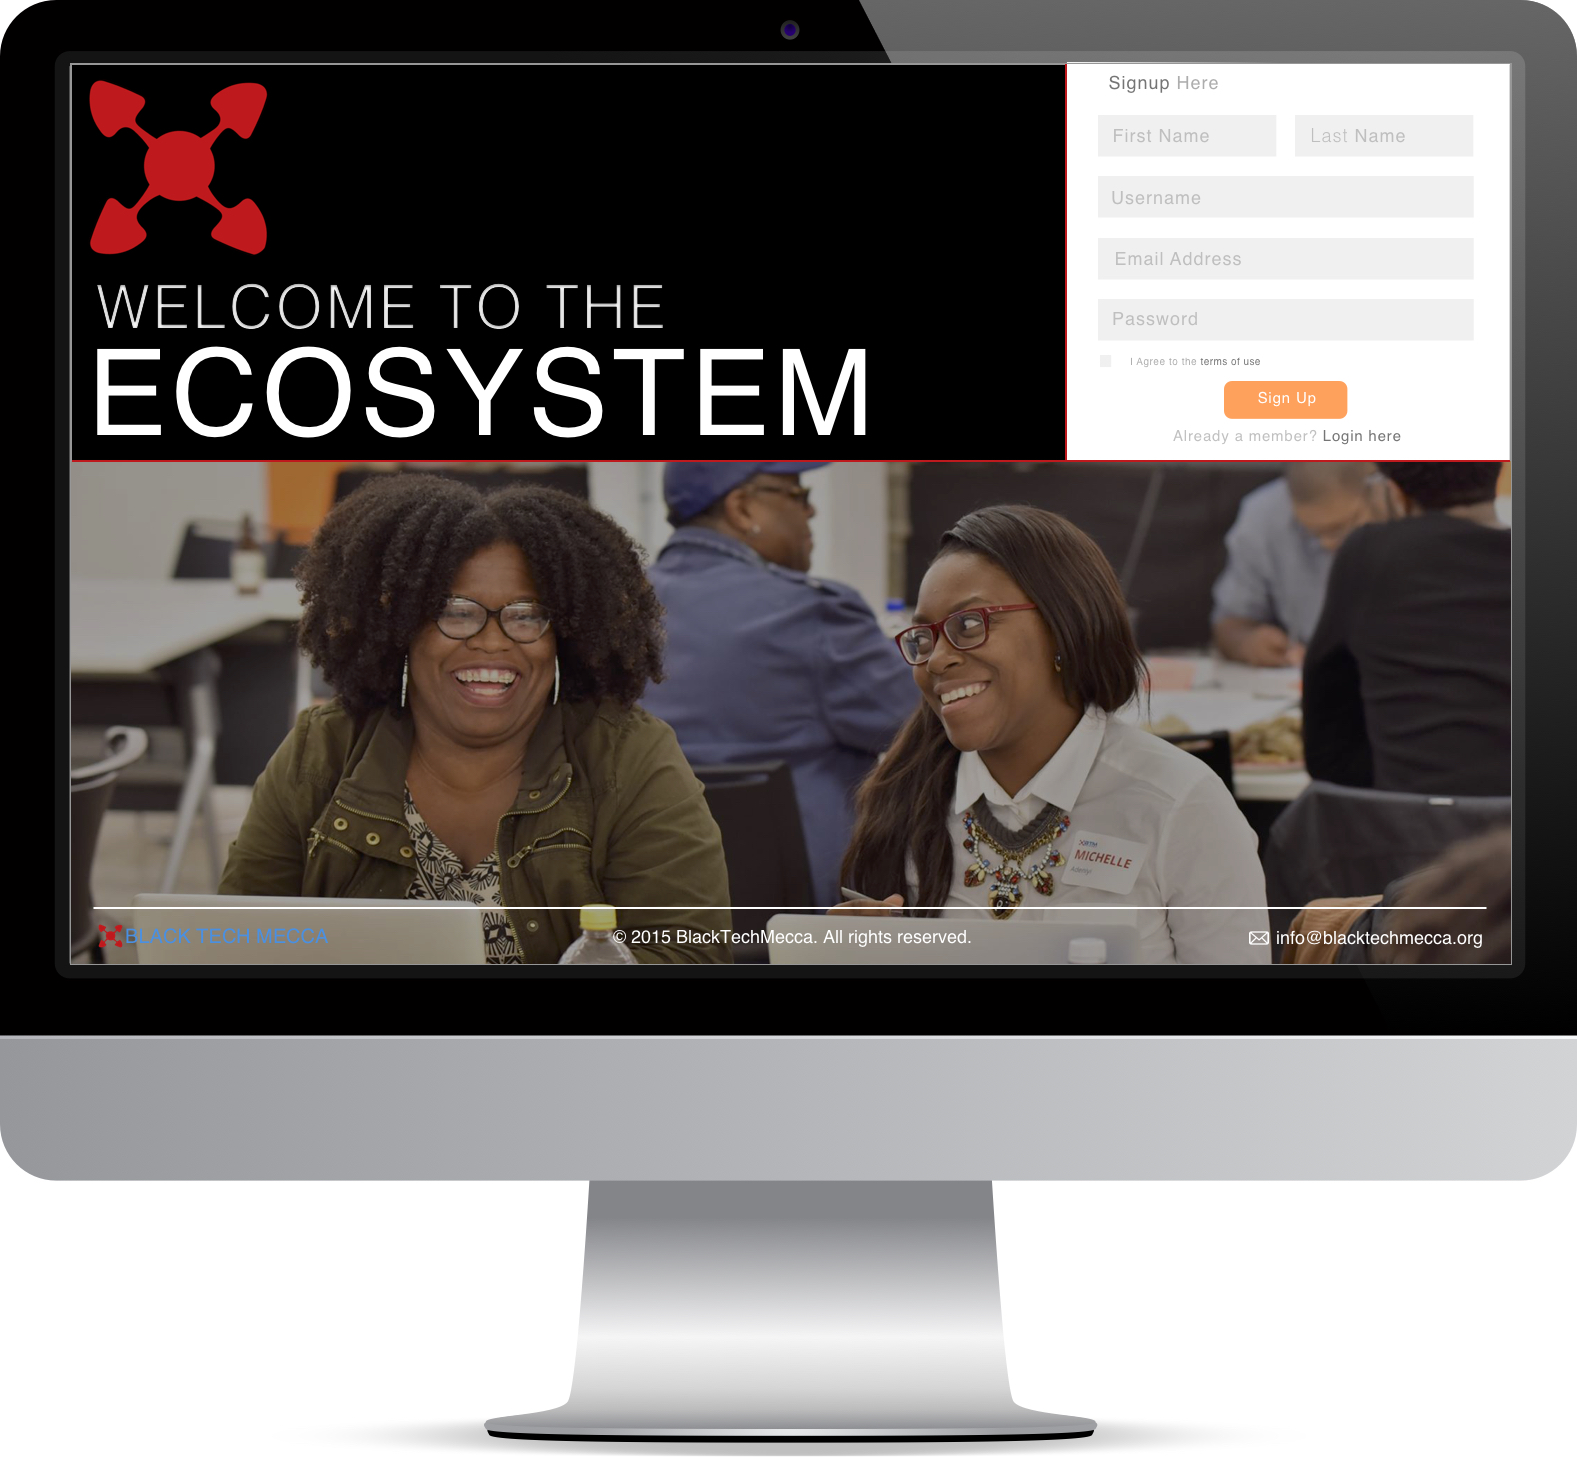 Signup Here
First Name
Last Name
Username
Email Address
Password
I Agree to the terms of use
Sign Up
Already a member? Login here
WELCOME TO THE
ECOSYSTEM
MICHELLE
BLACK TECH MECCA
© 2015 BlackTechMecca. All rights reserved.
info@blacktechmecca.org